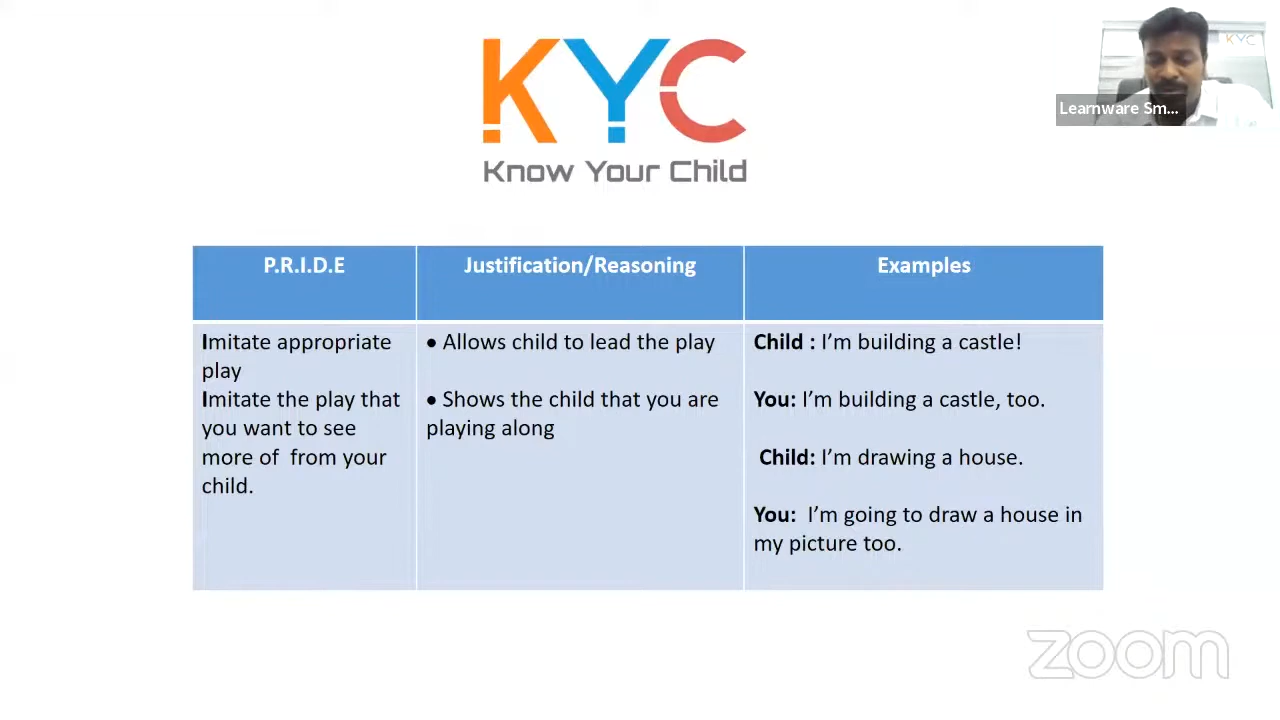 KYC
Know Your Child
KYC
Learnware Sm...
P.R.I.D.E
Justification/Reasoning
Examples
Imitate appropriate
play
Imitate the play that
you want to see
more of from your
child.
• Allows child to lead the play
• Shows the child that you are
playing along
Child : I'm building a castle!
You: I'm building a castle, too.
Child: I'm drawing a house.
You: I'm going to draw a house in
my picture too.
zoom